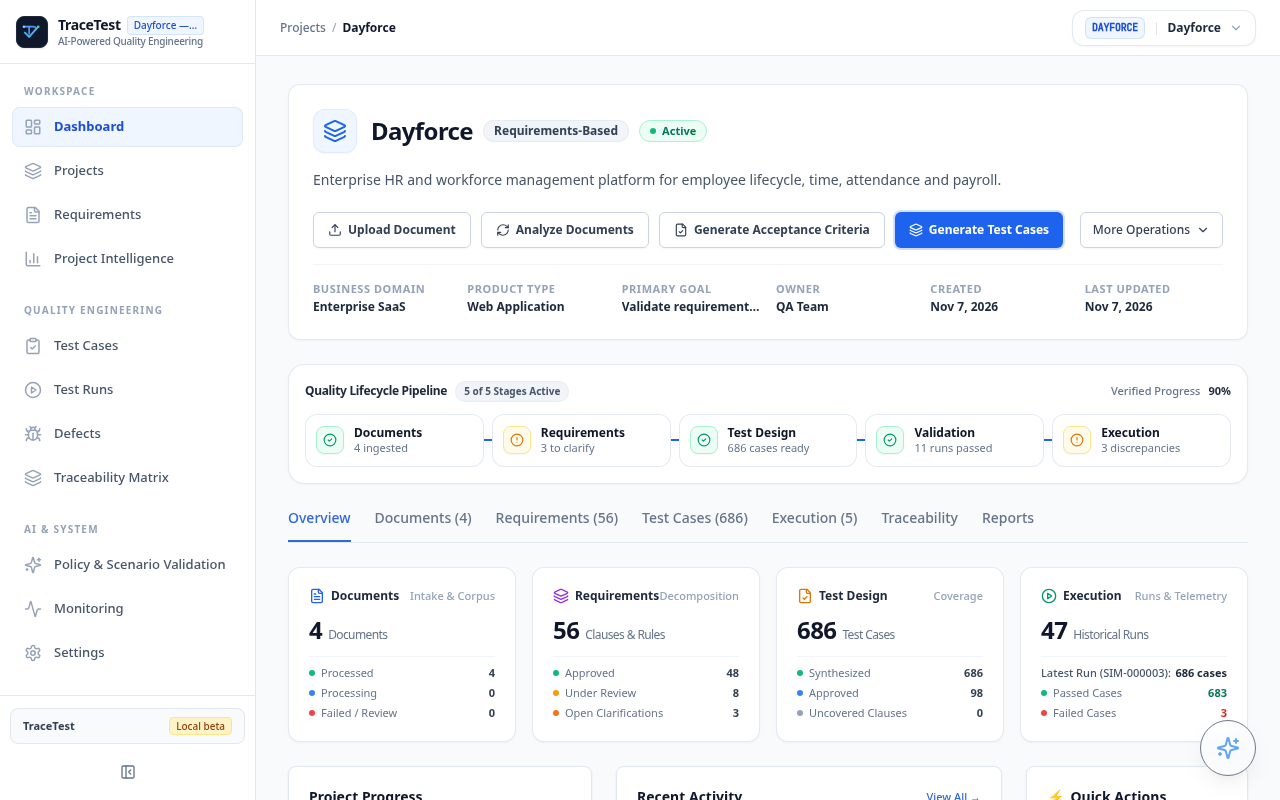 TraceTest Dayforce —...
AI-Powered Quality Engineering
WORKSPACE
Dashboard
Projects
Requirements
Project Intelligence
QUALITY ENGINEERING
Test Cases
Test Runs
Defects
Traceability Matrix
AI & SYSTEM
Policy & Scenario Validation
Monitoring
Settings
TraceTest Local beta
Projects / Dayforce
DAYFORCE Dayforce
Dayforce Requirements-Based Active
Enterprise HR and workforce management platform for employee lifecycle, time, attendance and payroll.
Upload Document Analyze Documents Generate Acceptance Criteria Generate Test Cases More Operations
BUSINESS DOMAIN PRODUCT TYPE PRIMARY GOAL OWNER CREATED LAST UPDATED
Enterprise SaaS Web Application Validate requirement... QA Team Nov 7, 2026 Nov 7, 2026
Quality Lifecycle Pipeline 5 of 5 Stages Active Verified Progress 90%
Documents Requirements Test Design Validation Execution
4 ingested 3 to clarify 686 cases ready 11 runs passed 3 discrepancies
Overview Documents (4) Requirements (56) Test Cases (686) Execution (5) Traceability Reports
Documents Intake & Corpus
4 Documents
Processed 4
Processing 0
Failed / Review 0
Requirements Decomposition
56 Clauses & Rules
Approved 48
Under Review 8
Open Clarifications 3
Test Design Coverage
686 Test Cases
Synthesized 686
Approved 98
Uncovered Clauses 0
Execution Runs & Telemetry
47 Historical Runs
Latest Run (SIM-000003): 686 cases
Passed Cases 683
Failed Cases 3
Project Progress
Recent Activity View All →
⚡ Quick Actions